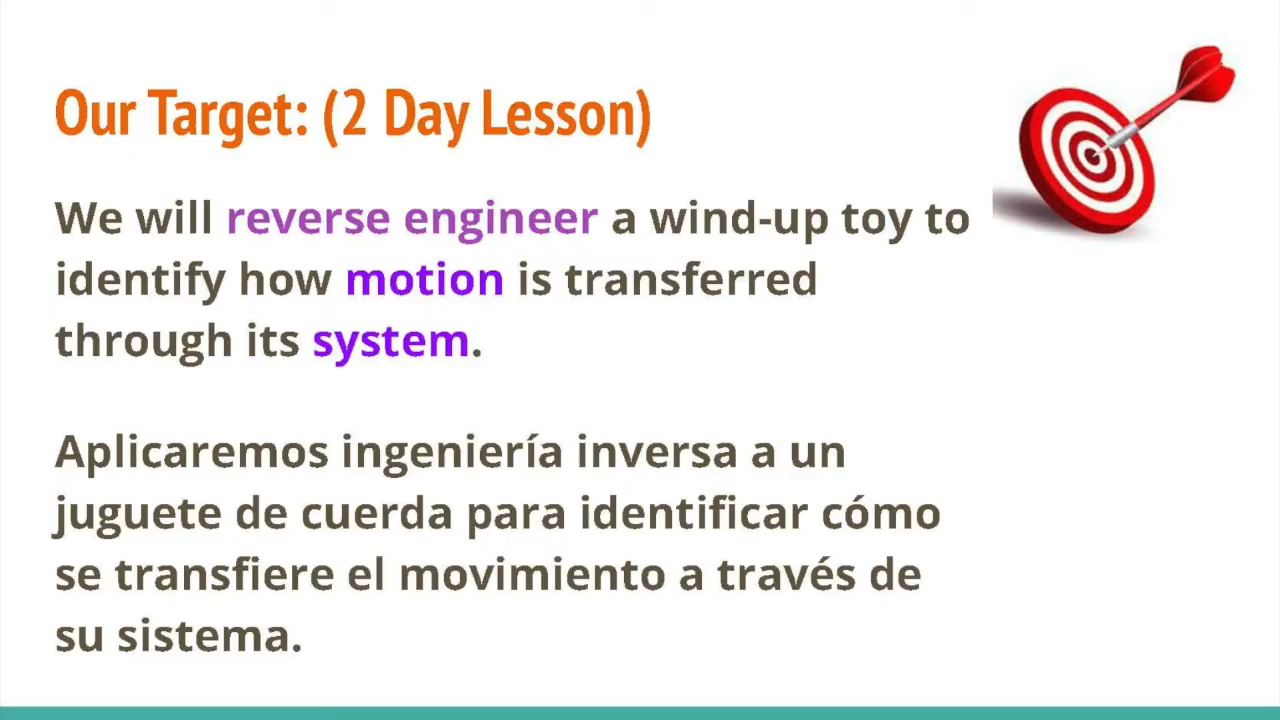 Our Target: (2 Day Lesson)
We will reverse engineer a wind-up toy to
identify how motion is transferred
through its system.
Aplicaremos ingeniería inversa a un
juguete de cuerda para identificar cómo
se transfiere el movimiento a través de
su sistema.